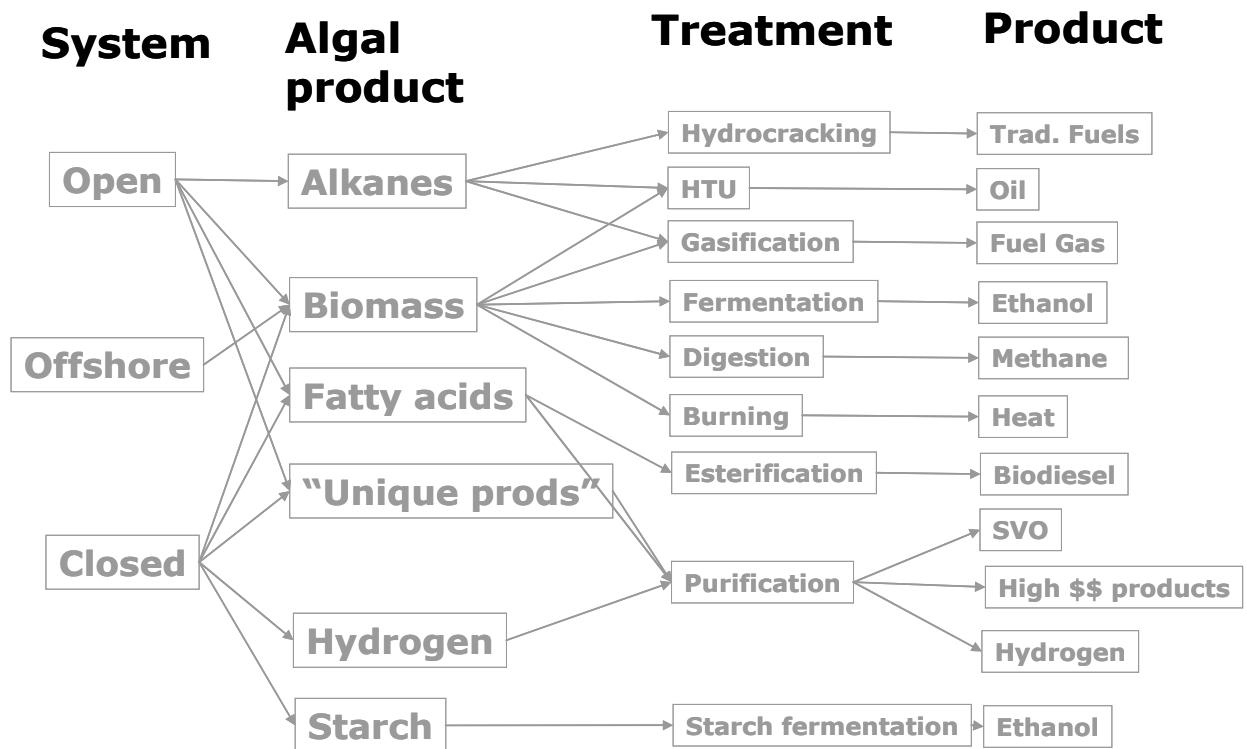 System
Algal
product
Treatment
Product
Open
Offshore
Closed
Alkanes
Biomass
Fatty acids
“Unique prods”
Hydrogen
Starch
Hydrocracking
HTU
Gasification
Fermentation
Digestion
Burning
Esterification
Purification
Starch fermentation
Trad. Fuels
Oil
Fuel Gas
Ethanol
Methane
Heat
Biodiesel
SVO
High $$ products
Hydrogen
Ethanol